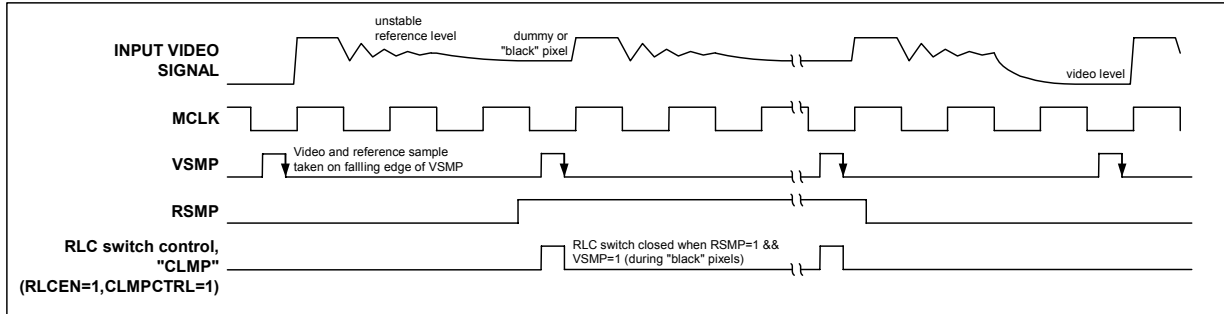 unstable
reference level
dummy or
"black" pixel
INPUT VIDEO
SIGNAL
video level
MCLK
Video and reference sample
taken on fallling edge of VSMP
VSMP
RSMP
RLC switch control,
"CLMP"
(RLCEN=1,CLMPCTRL=1)
RLC switch closed when RSMP=1 &&
VSMP=1 (during "black" pixels)